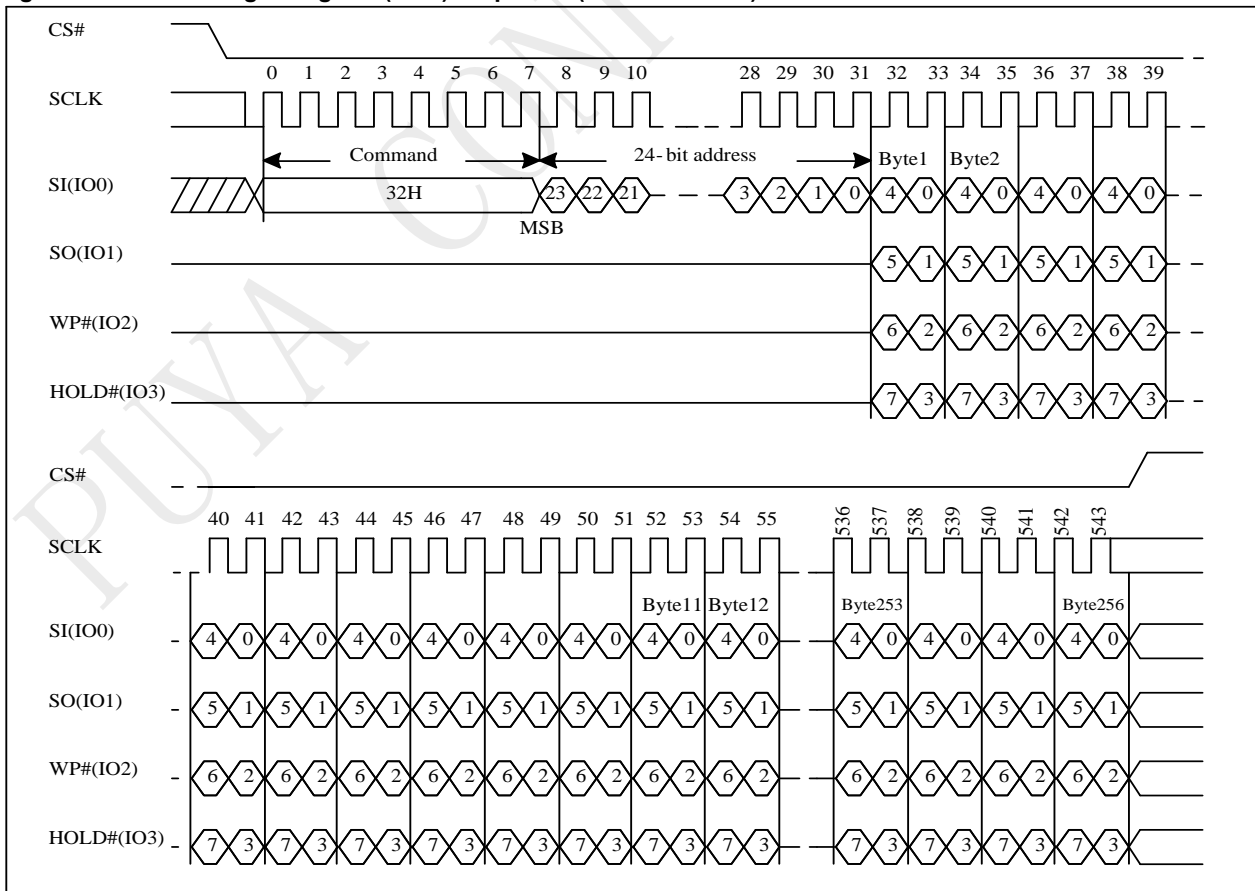 CS#
0 1 2 3 4 5 6 7 8 9 10 28 29 30 31 32 33 34 35 36 37 38 39
SCLK
Command 24-bit address Byte1 Byte2
SI(IO0) 32H 23 22 21 3 2 1 0 4 0 4 0 4 0 4 0
MSB
SO(IO1) 5 1 5 1 5 1 5 1
WP#(IO2) 6 2 6 2 6 2 6 2
HOLD#(IO3) 7 3 7 3 7 3 7 3
CS#
40 41 42 43 44 45 46 47 48 49 50 51 52 53 54 55 536 537 538 539 540 541 542 543
SCLK
Byte11 Byte12 Byte253 Byte256
SI(IO0) 4 0 4 0 4 0 4 0 4 0 4 0 4 0 4 0 4 0 4 0 4 0 4 0
SO(IO1) 5 1 5 1 5 1 5 1 5 1 5 1 5 1 5 1 5 1 5 1 5 1 5 1
WP#(IO2) 6 2 6 2 6 2 6 2 6 2 6 2 6 2 6 2 6 2 6 2 6 2 6 2
HOLD#(IO3) 7 3 7 3 7 3 7 3 7 3 7 3 7 3 7 3 7 3 7 3 7 3 7 3
PUYA